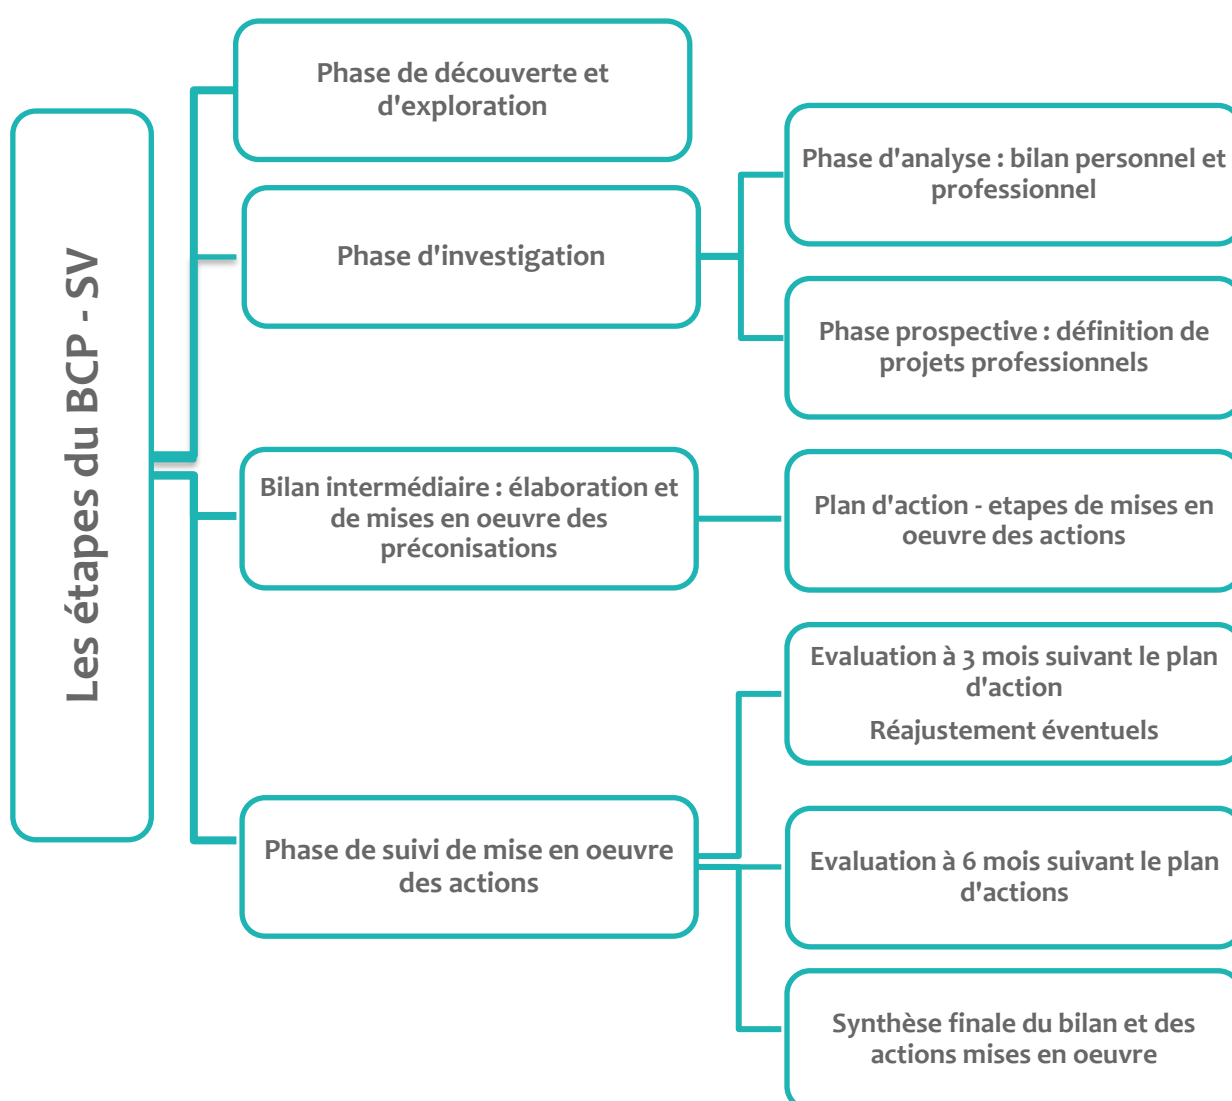 Les étapes du BCP - SV
Phase de découverte et
d'exploration
Phase d'investigation
Phase d'analyse : bilan personnel et
professionnel
Phase prospective : définition de
projets professionnels
Bilan intermédiaire : élaboration et
de mises en oeuvre des
préconisations
Plan d'action - etapes de mises en
oeuvre des actions
Phase de suivi de mise en oeuvre
des actions
Evaluation à 3 mois suivant le plan
d'action
Réajustement éventuels
Evaluation à 6 mois suivant le plan
d'actions
Synthèse finale du bilan et des
actions mises en oeuvre